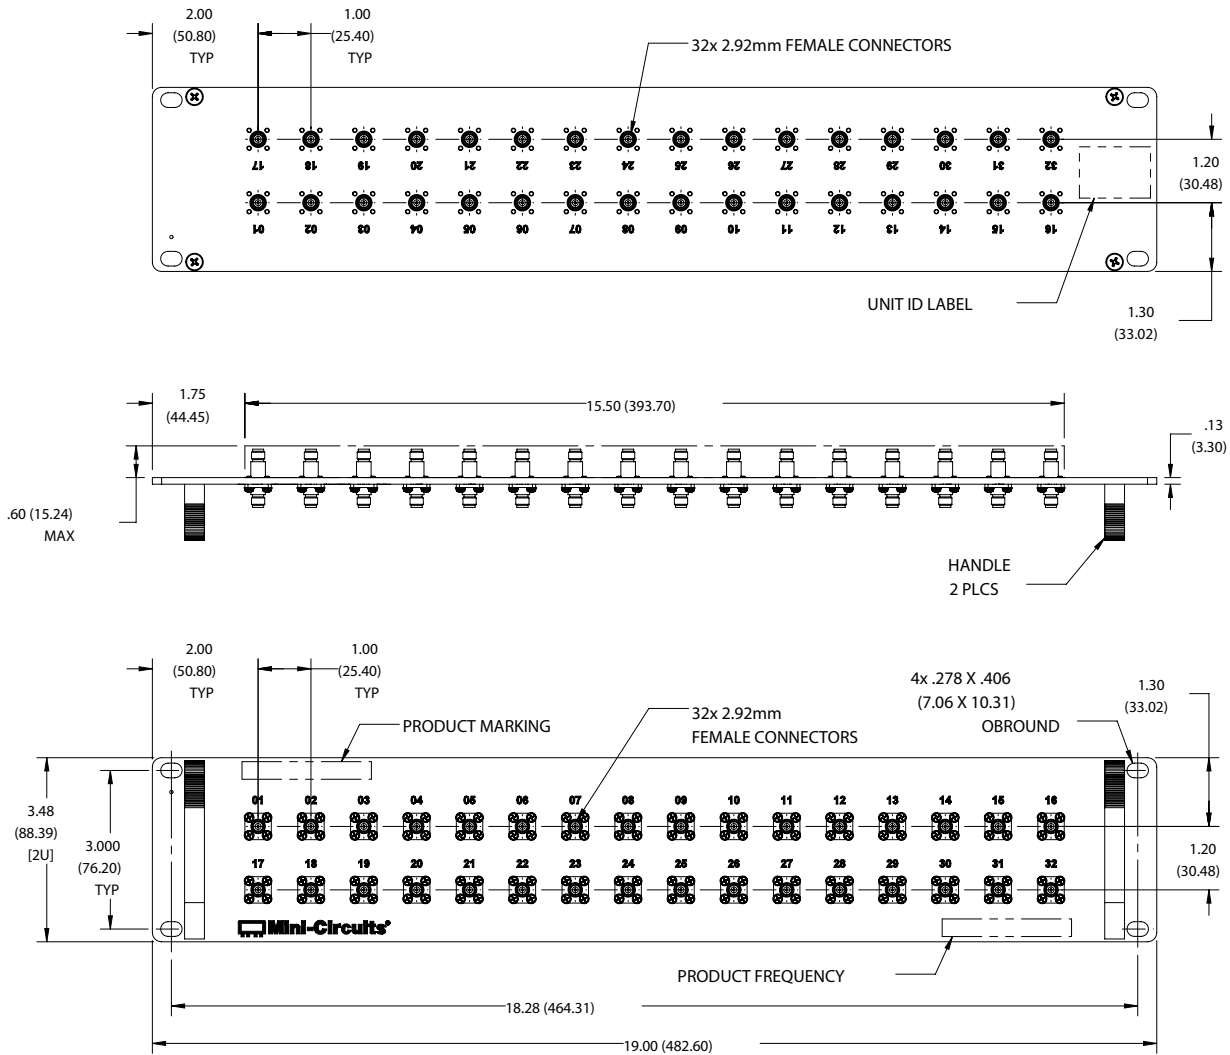 2.00
(50.80)
TYP
1.00
(25.40)
TYP
32x 2.92mm FEMALE CONNECTORS
17 18 19 20 21 22 23 24 25 26 27 28 29 30 31 32
1.20
(30.48)
01 02 03 04 05 06 07 08 09 10 11 12 13 14 15 16
UNIT ID LABEL
1.30
(33.02)
1.75
(44.45)
15.50 (393.70)
.13
(3.30)
.60 (15.24)
MAX
HANDLE
2 PLCS
2.00
(50.80)
TYP
1.00
(25.40)
TYP
PRODUCT MARKING
32x 2.92mm
FEMALE CONNECTORS
4x .278 X .406
(7.06 X 10.31)
OBROUND
1.30
(33.02)
3.48
(88.39)
[2U]
3.000
(76.20)
TYP
01 02 03 04 05 06 07 08 09 10 11 12 13 14 15 16
17 18 19 20 21 22 23 24 25 26 27 28 29 30 31 32
1.20
(30.48)
Mini-Circuits®
PRODUCT FREQUENCY
18.28 (464.31)
19.00 (482.60)